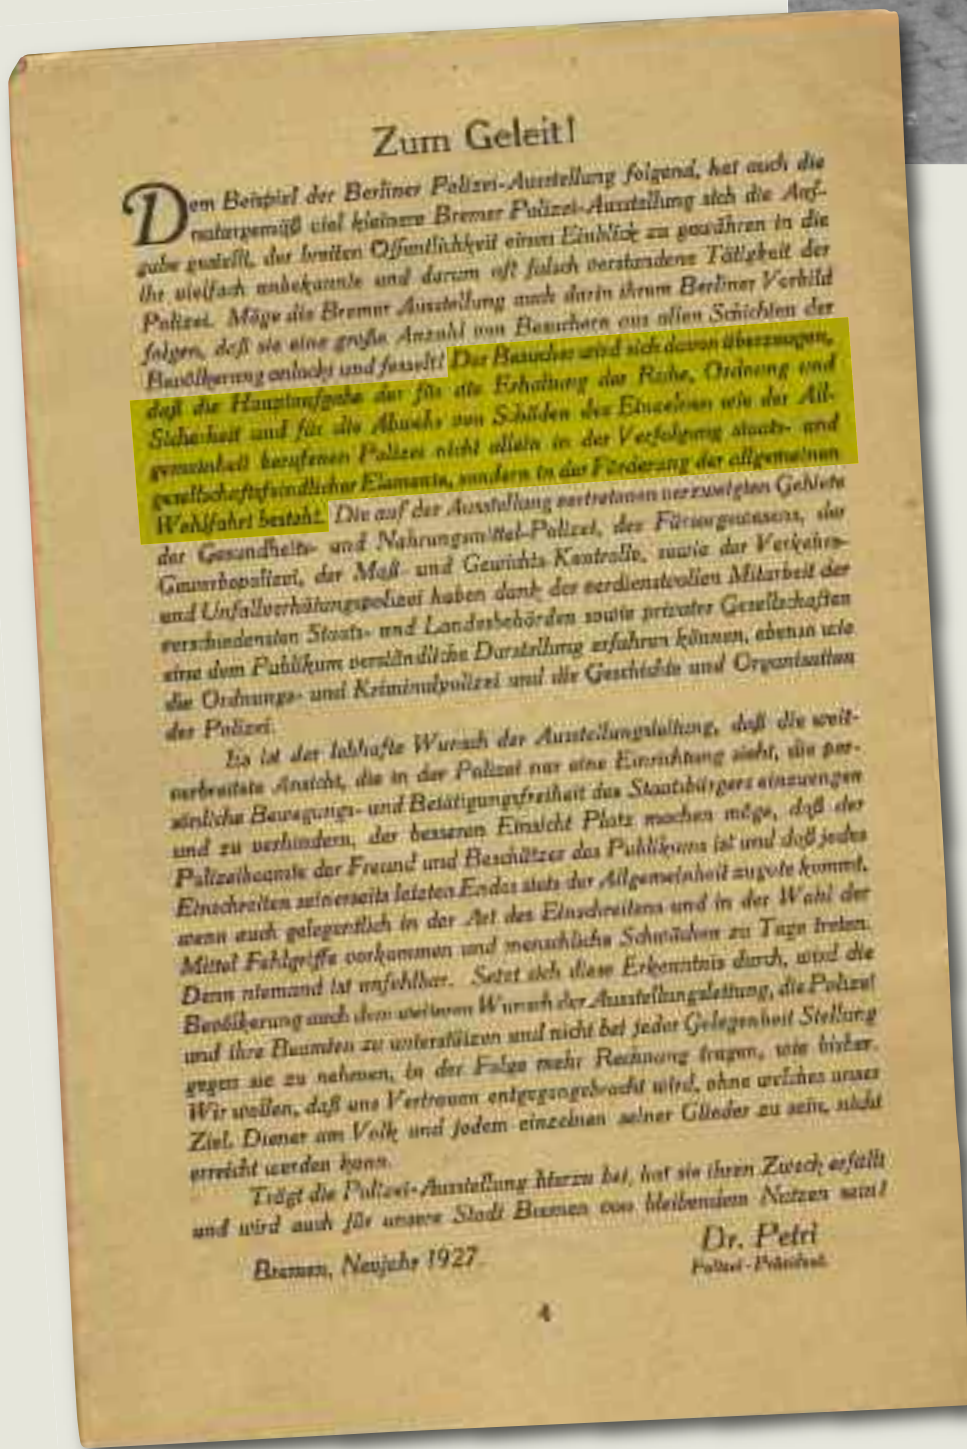 Zum Geleit!
Dem Beispiel der Berliner Polizei-Ausstellung folgend, hat auch die
naturgemäß viel kleinere Bremer Polizei-Ausstellung sich die Auf-
gabe gestellt, der breiten Öffentlichkeit einen Einblick zu gewähren in die
ihr vielfach unbekannte und darum oft falsch verstandene Tätigkeit der
Polizei. Möge die Bremer Ausstellung auch darin ihrem Berliner Vorbild
folgen, daß sie eine große Anzahl von Besuchern aus allen Schichten der
Bevölkerung anlockt und fesselt! Der Besucher wird sich davon überzeugen,
daß die Hauptaufgabe der für die Erhaltung der Ruhe, Ordnung und
Sicherheit und für die Abwehr von Schäden des Einzelnen wie der All-
gemeinheit berufenen Polizei nicht allein in der Verfolgung staats- und
gesellschaftsfeindlicher Elemente, sondern in der Förderung der allgemeinen
Wohlfahrt besteht. Die auf der Ausstellung vertretenen verzweigten Gebiete
der Gesundheits- und Nahrungsmittel-Polizei, des Fürsorgewesens, der
Gewerbepolizei, der Maß- und Gewichts-Kontrolle, sowie der Verkehrs-
und Unfallverhütungspolizei haben dank der verdienstvollen Mitarbeit der
verschiedensten Staats- und Landesbehörden sowie privater Gesellschaften
eine dem Publikum verständliche Darstellung erfahren können, ebenso wie
die Ordnungs- und Kriminalpolizei und die Geschichte und Organisation
der Polizei.
Es ist der lebhafte Wunsch der Ausstellungsleitung, daß die weit-
verbreitete Ansicht, die in der Polizei nur eine Einrichtung sieht, die per-
sönliche Bewegungs- und Betätigungsfreiheit des Staatsbürgers einzuengen
und zu verhindern, der besseren Einsicht Platz machen möge, daß der
Polizeibeamte der Freund und Beschützer des Publikums ist und daß jedes
Einschreiten seinerseits letzten Endes stets der Allgemeinheit zugute kommt,
wenn auch gelegentlich in der Art des Einschreitens und in der Wahl der
Mittel Fehlgriffe vorkommen und menschliche Schwächen zu Tage treten.
Denn niemand ist unfehlbar. Setzt sich diese Erkenntnis durch, wird die
Bevölkerung auch dem weiteren Wunsch der Ausstellungsleitung, die Polizei
und ihre Beamten zu unterstützen und nicht bei jeder Gelegenheit Stellung
gegen sie zu nehmen, in der Folge mehr Rechnung tragen, wie bisher.
Wir wollen, daß uns Vertrauen entgegengebracht wird, ohne welches unser
Ziel, Diener am Volk und jedem einzelnen seiner Glieder zu sein, nicht
erreicht werden kann.
Trägt die Polizei-Ausstellung hierzu bei, hat sie ihren Zweck erfüllt
und wird auch für unsere Stadt Bremen von bleibendem Nutzen sein!
Bremen, Neujahr 1927.
Dr. Petri
Polizei-Präsident.
4